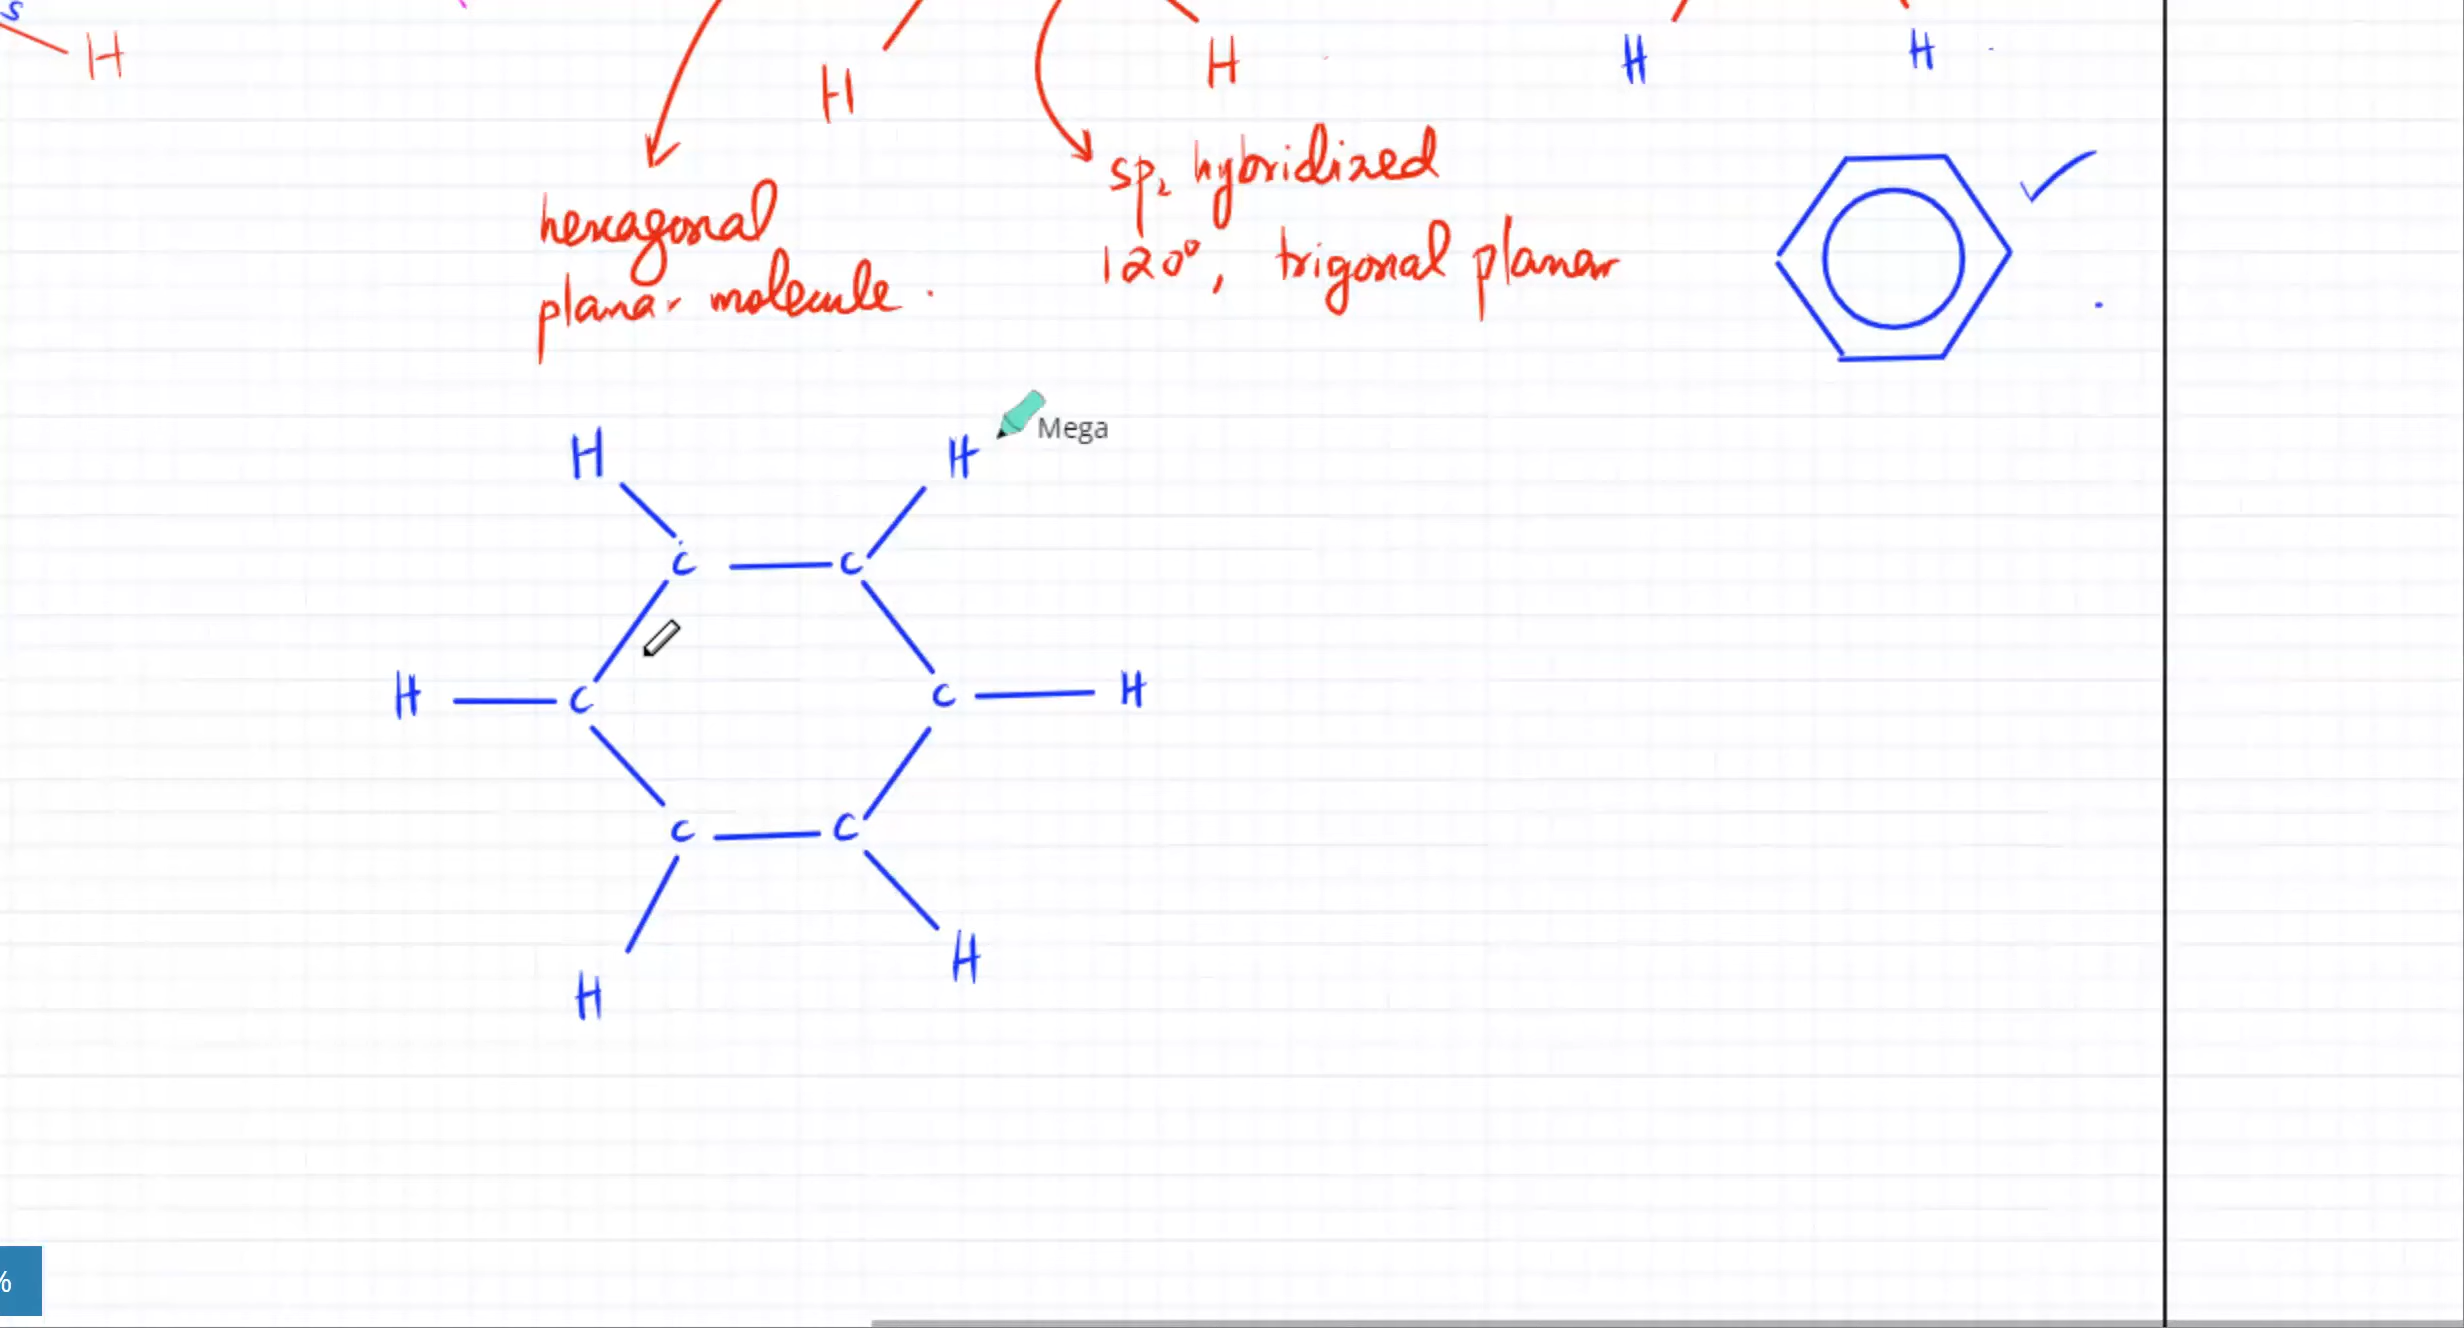 s
H
H
H
H
H
hexagonal
planar molecule.
sp₂ hybridized
120°, trigonal planar
Mega
H
H
C
C
H
C
C
H
C
C
H
H
%